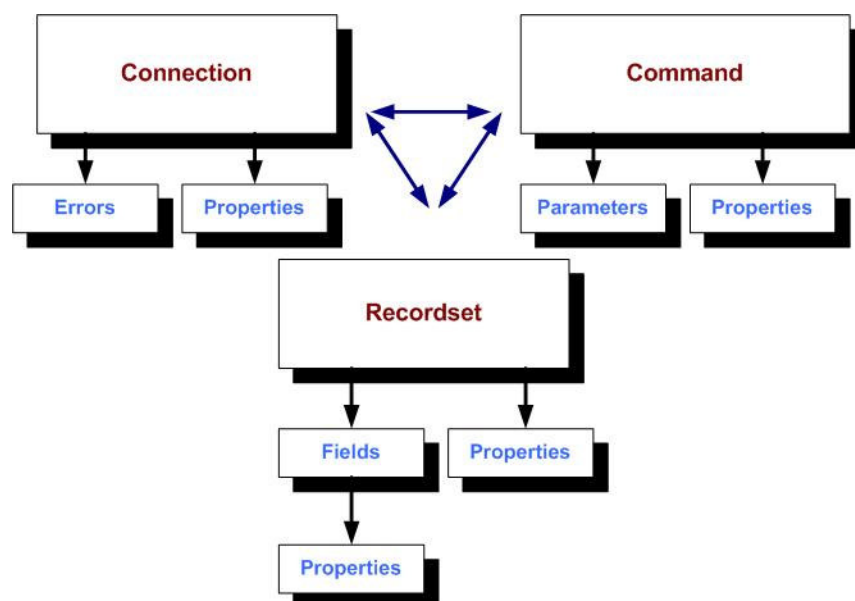 Connection
Command
Errors
Properties
Parameters
Properties
Recordset
Fields
Properties
Properties